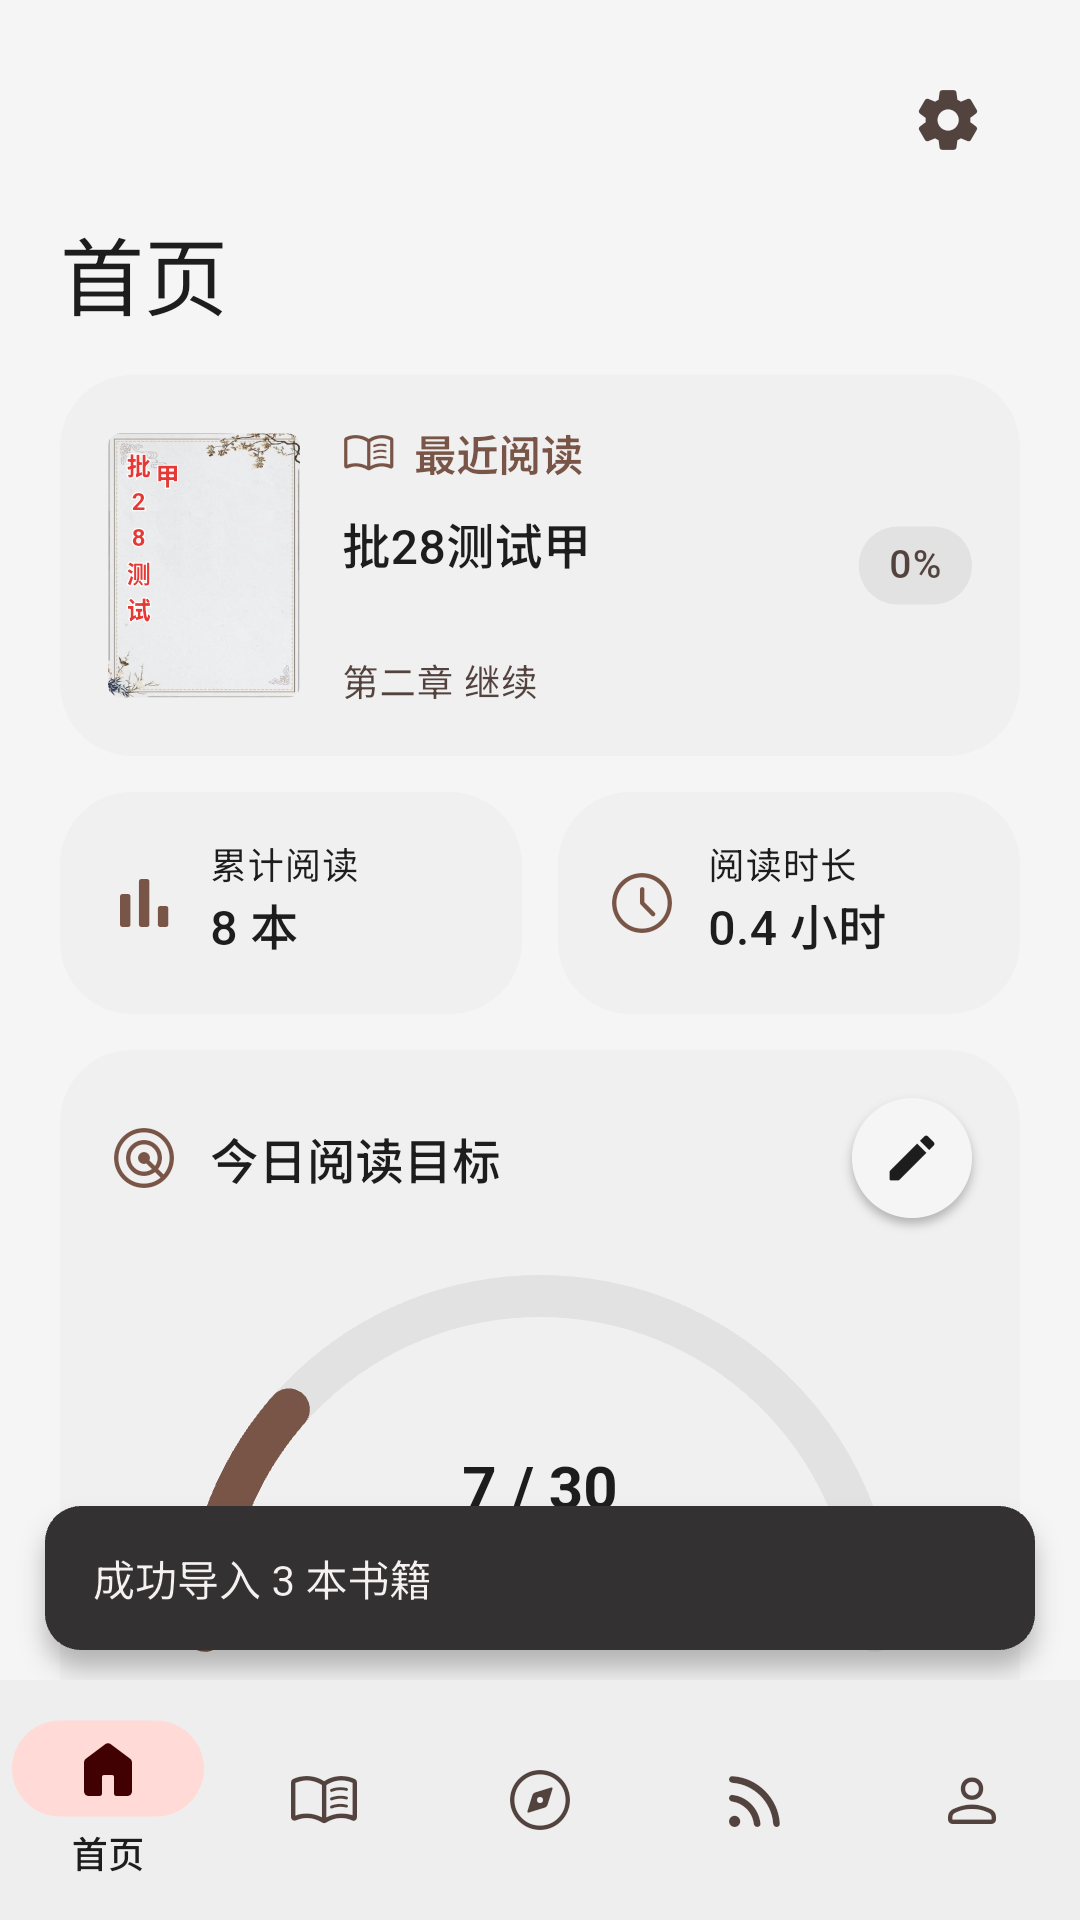 首页
批28测试
甲
最近阅读
批28测试甲
0%
第二章 继续
累计阅读
8 本
阅读时长
0.4 小时
今日阅读目标
7 / 30
成功导入 3 本书籍
首页